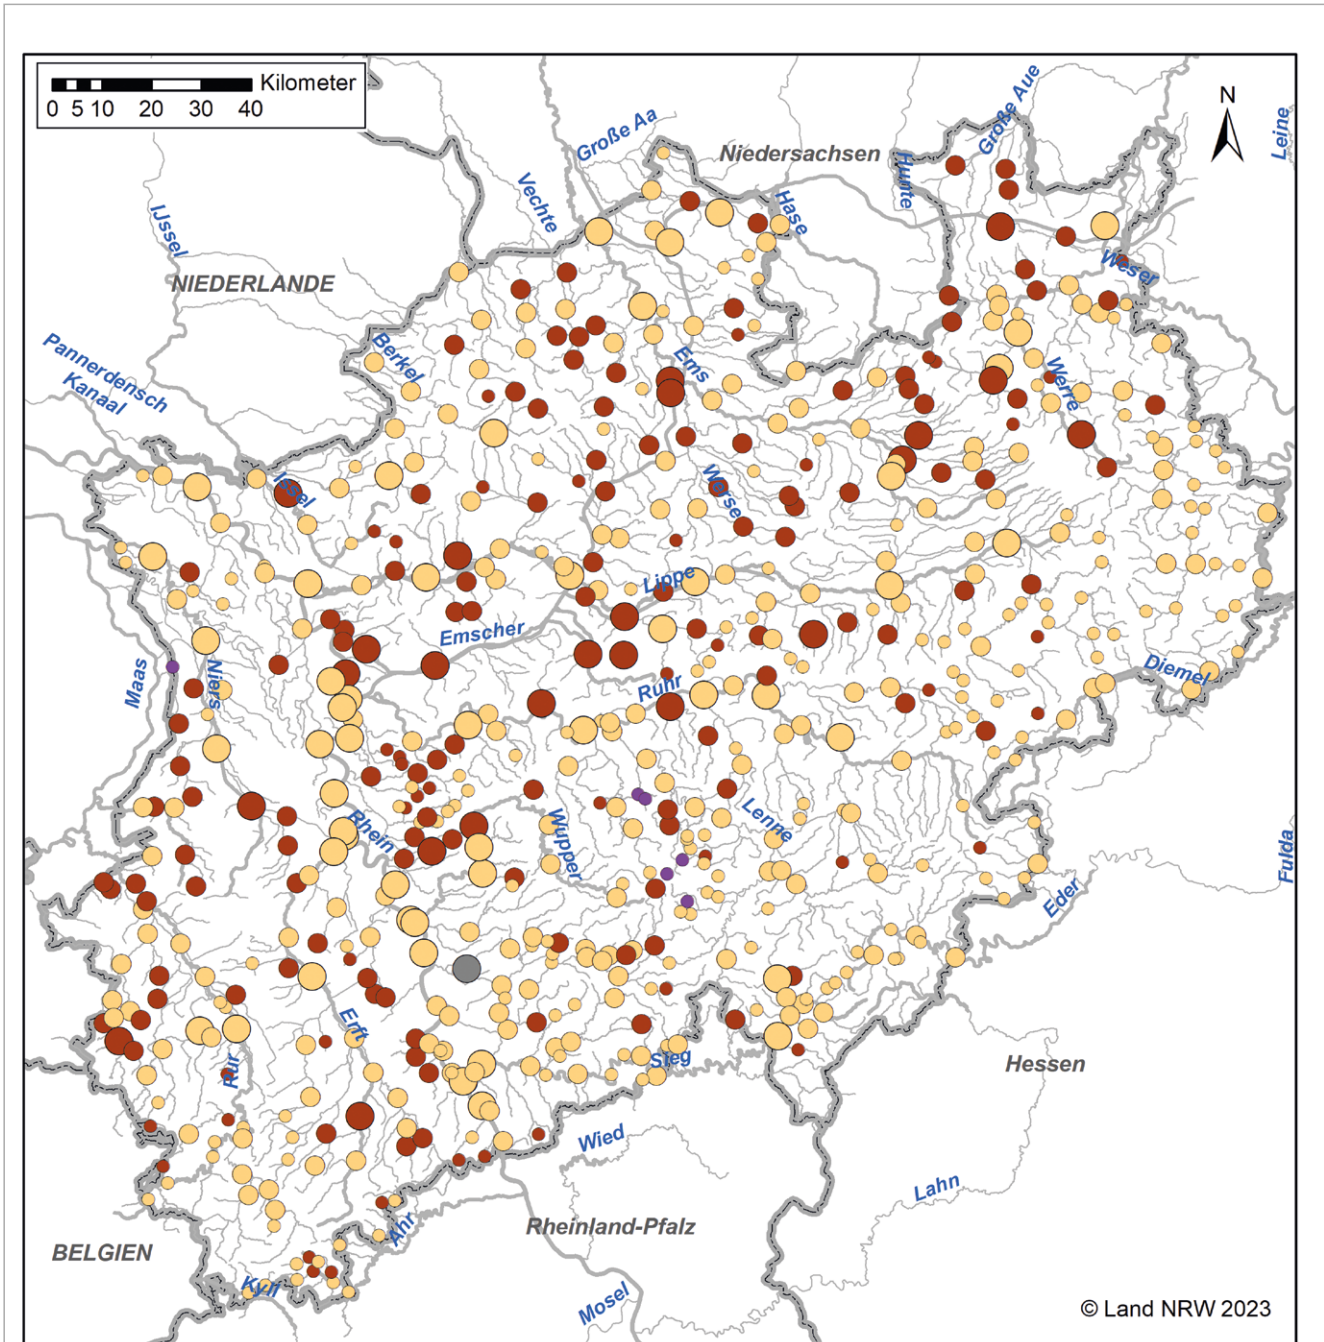 Kilometer
0 5 10 20 30 40
N
Große Aa
Große Aue
Leine
Niedersachsen
Hunte
Vechte
Hase
IJssel
Weser
NIEDERLANDE
Berkel
Pannerdensch
Kanaal
Ems
Werre
Issel
Werse
Lippe
Emscher
Maas
Niers
Ruhr
Diemel
Rhein
Wupper
Lenne
Fulda
Eder
Erft
Rur
Sieg
Hessen
Wied
Lahn
Ahr
Rheinland-Pfalz
BELGIEN
Kyll
Mosel
© Land NRW 2023